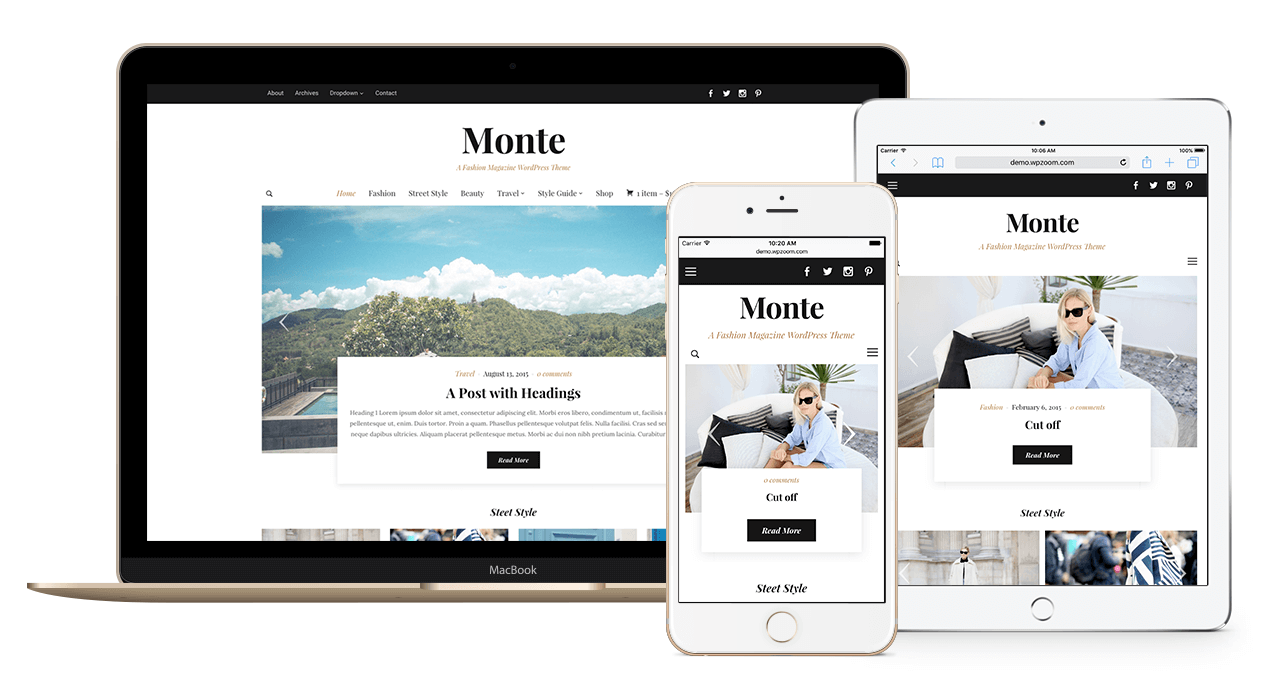 About Archives Dropdown Contact
Monte
A Fashion Magazine WordPress Theme
Home Fashion Street Style Beauty Travel Style Guide Shop 1 item –
Travel · August 13, 2015 · 0 comments
A Post with Headings
Heading 1 Lorem ipsum dolor sit amet, consectetur adipiscing elit. Morbi eros libero, condimentum ut, facilisis
pellentesque ut, enim. Duis tortor. Proin a quam. Phasellus pellentesque volutpat felis. Nulla facilisi. Cras sed
neque dapibus ultricies. Aliquam placerat pellentesque metus. Morbi ac dui non nibh pretium lacinia. Curabitur
Read More
Steet Style
MacBook
Carrier 10:20 AM
demo.wpzoom.com
Monte
A Fashion Magazine WordPress Theme
0 comments
Cut off
Read More
Steet Style
Carrier 10:06 AM 100%
demo.wpzoom.com
Monte
A Fashion Magazine WordPress Theme
Fashion · February 6, 2015 · 0 comments
Cut off
Read More
Steet Style